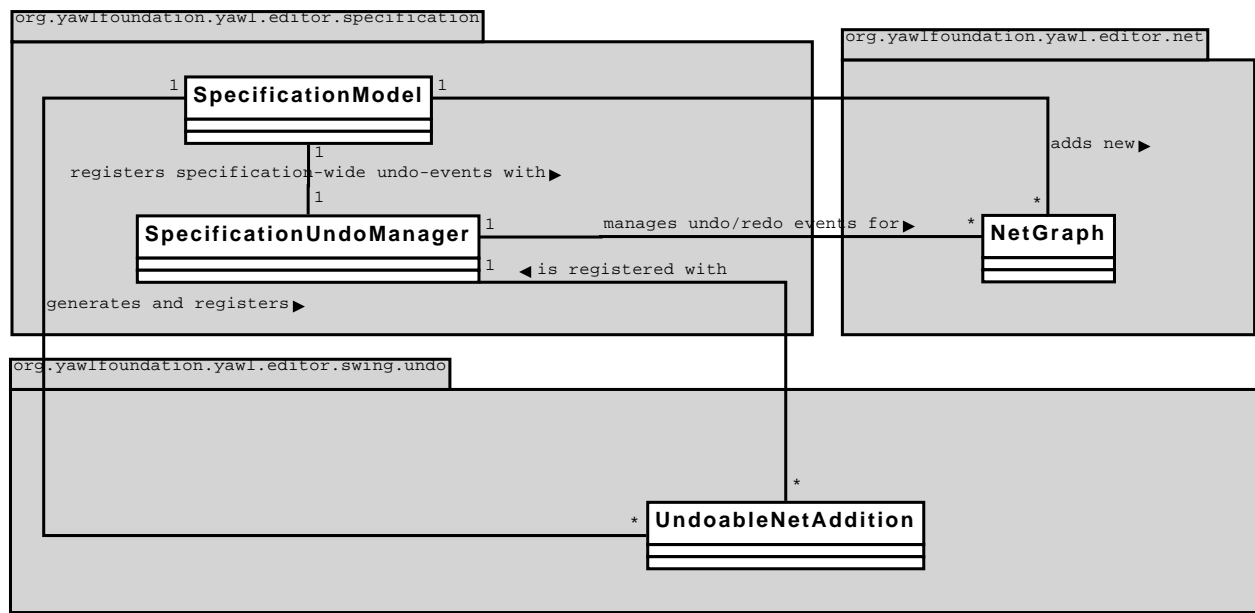 org.yawlfoundation.yawl.editor.specification
org.yawlfoundation.yawl.editor.net
1
SpecificationModel
1
1
adds new
registers specification-wide undo-events with
1
*
SpecificationUndoManager
1
manages undo/redo events for
*
NetGraph
1
is registered with
generates and registers
org.yawlfoundation.yawl.editor.swing.undo
*
*
UndoableNetAddition